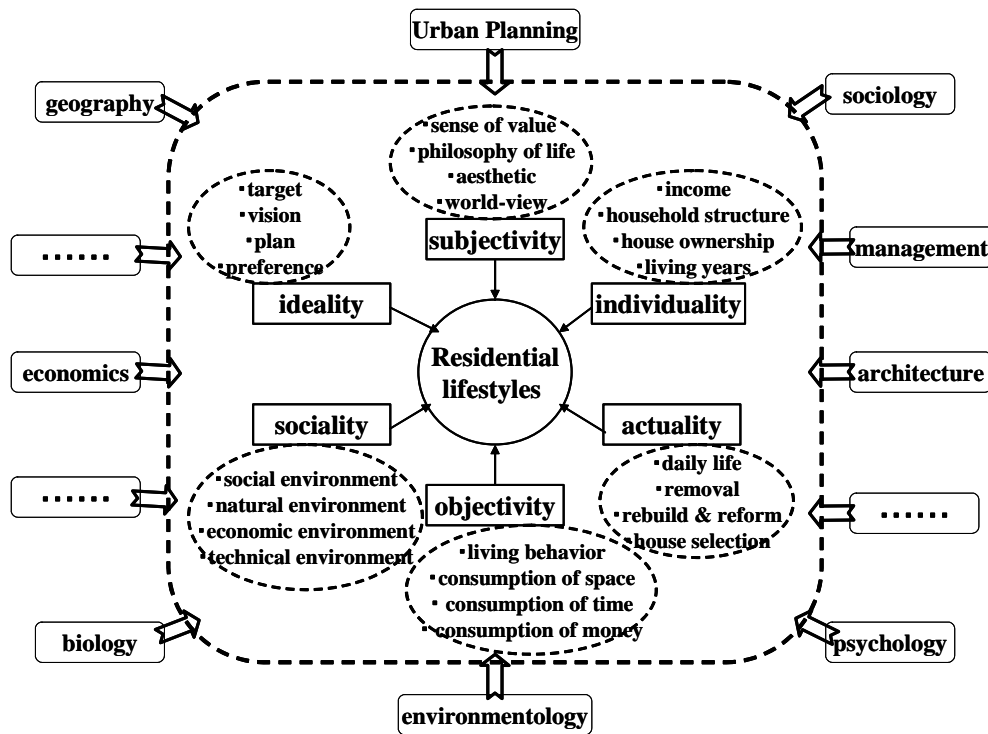 Urban Planning
geography
sociology
▪sense of value
▪philosophy of life
▪aesthetic
▪world-view
subjectivity
▪target
▪vision
▪plan
▪preference
ideality
▪income
▪household structure
▪house ownership
▪living years
individuality
▪▪▪▪▪▪
management
economics
Residential
lifestyles
architecture
sociality
▪social environment
▪natural environment
▪economic environment
▪technical environment
actuality
▪daily life
▪removal
▪rebuild & reform
▪house selection
objectivity
▪living behavior
▪consumption of space
▪consumption of time
▪consumption of money
▪▪▪▪▪▪
▪▪▪▪▪▪
biology
psychology
environmentology